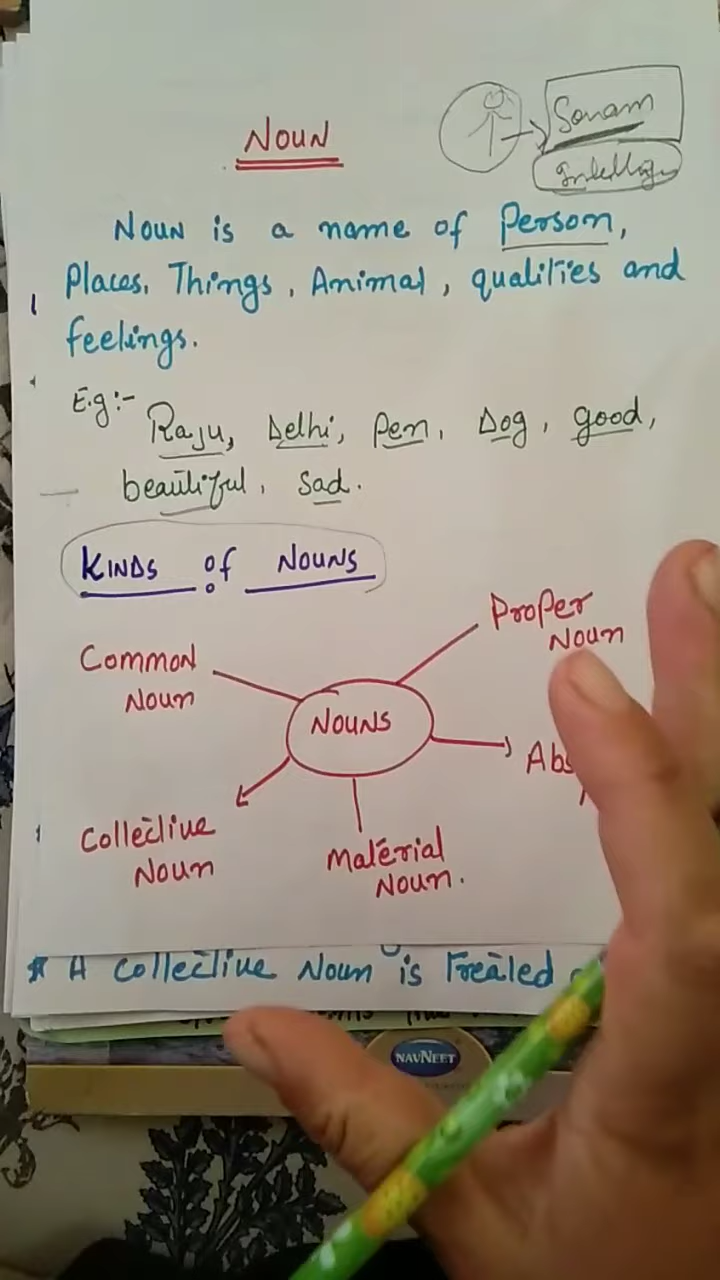 Sonam
NOUN
NOUN is a name of Person,
Places, Things, Animal, qualities and
feelings.
E.g:-
Raju, Delhi, Pen, Dog, good,
beautiful, Sad.
KINDS of NOUNS
Proper
NOUN
Common
NOUN
NOUNS
Abs
Collective
NOUN
Material
NOUN.
* A Collective Noun is Treated
NAVNEET